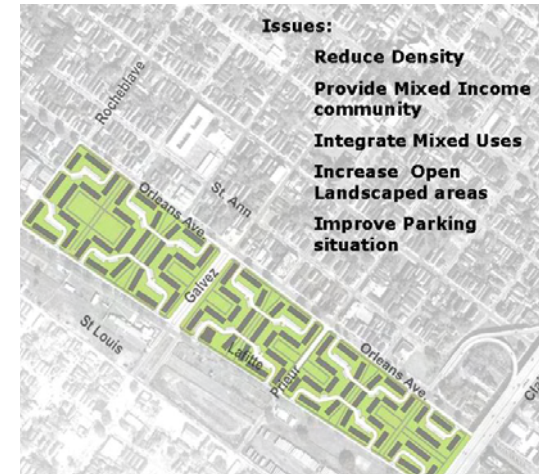 Issues:
Reduce Density
Provide Mixed Income
community
Integrate Mixed Uses
Increase Open
Landscaped areas
Improve Parking
situation
Rocheblave
Orleans Ave.
St. Ann
Galvez
St Louis
Lafitte
Prieur
Orleans Ave.